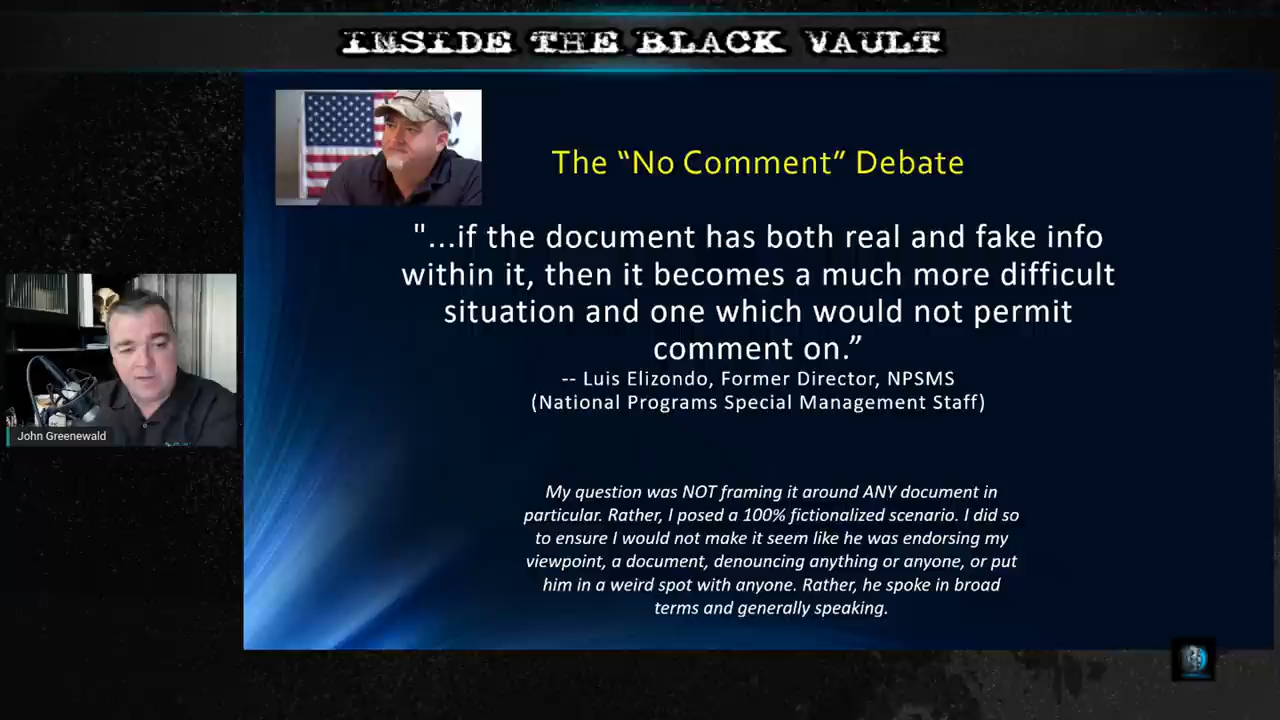 INSIDE THE BLACK VAULT
The “No Comment” Debate
"...if the document has both real and fake info
within it, then it becomes a much more difficult
situation and one which would not permit
comment on.”
-- Luis Elizondo, Former Director, NPSMS
(National Programs Special Management Staff)
John Greenewald
My question was NOT framing it around ANY document in
particular. Rather, I posed a 100% fictionalized scenario. I did so
to ensure I would not make it seem like he was endorsing my
viewpoint, a document, denouncing anything or anyone, or put
him in a weird spot with anyone. Rather, he spoke in broad
terms and generally speaking.